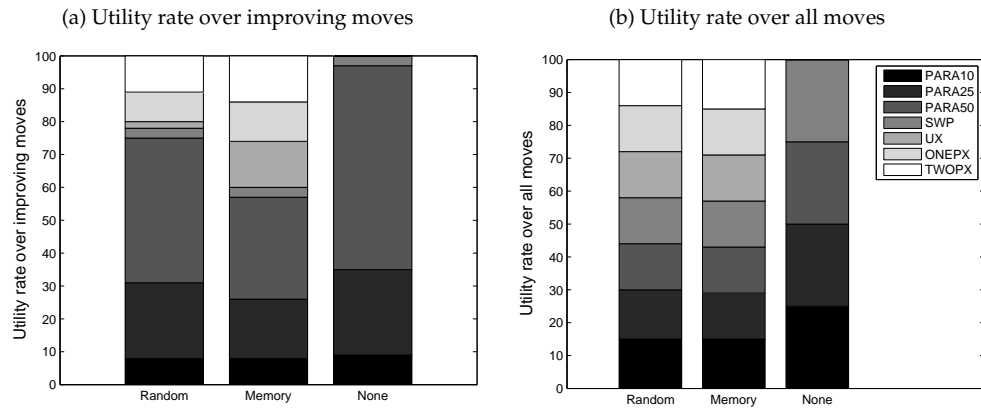 (a) Utility rate over improving moves
Utility rate over improving moves
100
90
80
70
60
50
40
30
20
10
0
Random Memory None
(b) Utility rate over all moves
Utility rate over all moves
100
90
80
70
60
50
40
30
20
10
0
Random Memory None
PARA10
PARA25
PARA50
SWP
UX
ONEPX
TWOPX